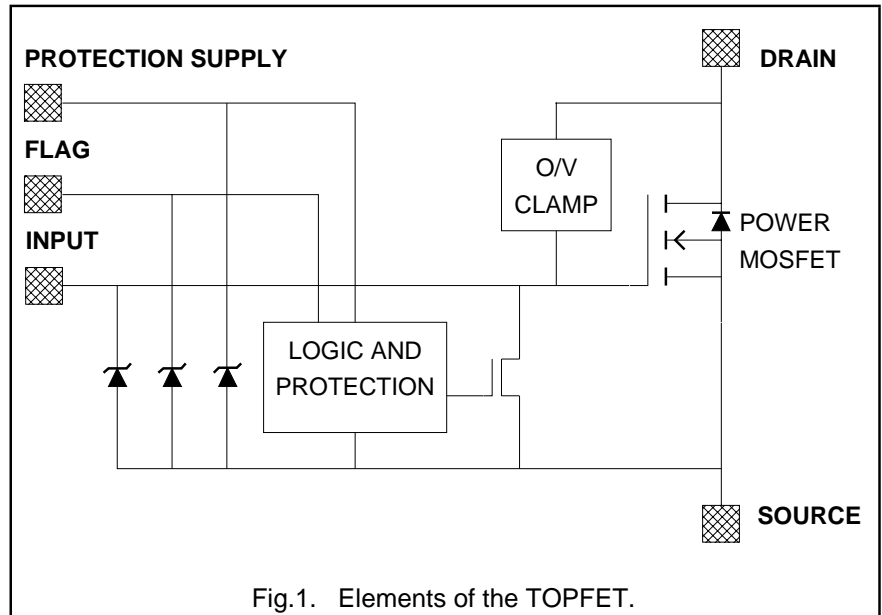 PROTECTION SUPPLY
DRAIN
FLAG
O/V
CLAMP
INPUT
POWER
MOSFET
LOGIC AND
PROTECTION
SOURCE
Fig.1. Elements of the TOPFET.